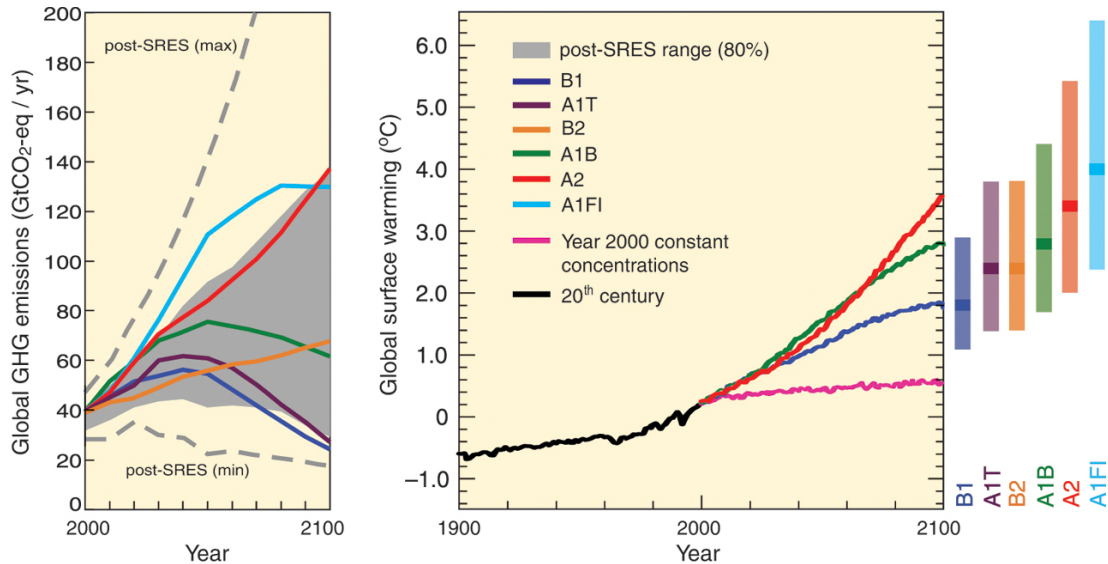 Global GHG emissions (GtCO₂-eq / yr)
200
180
160
140
120
100
80
60
40
20
0
post-SRES (max)
post-SRES (min)
2000
2100
Year
Global surface warming (ºC)
6.0
5.0
4.0
3.0
2.0
1.0
0
–1.0
post-SRES range (80%)
B1
A1T
B2
A1B
A2
A1FI
Year 2000 constant
concentrations
20th century
1900
2000
2100
Year
B1
A1T
B2
A1B
A2
A1FI